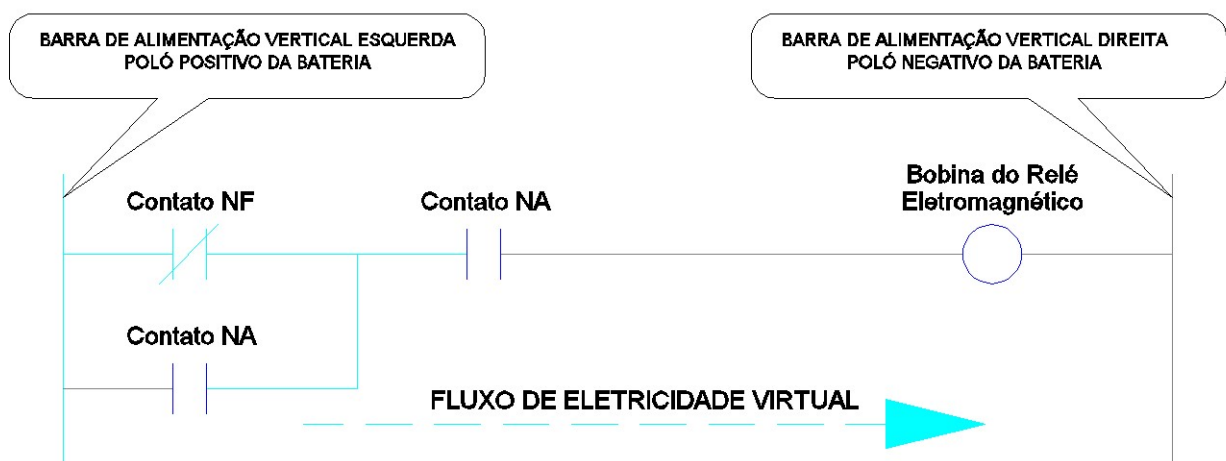 BARRA DE ALIMENTAÇÃO VERTICAL ESQUERDA
POLÓ POSITIVO DA BATERIA
BARRA DE ALIMENTAÇÃO VERTICAL DIREITA
POLÓ NEGATIVO DA BATERIA
Contato NF
Contato NA
Bobina do Relé
Eletromagnético
Contato NA
FLUXO DE ELETRICIDADE VIRTUAL